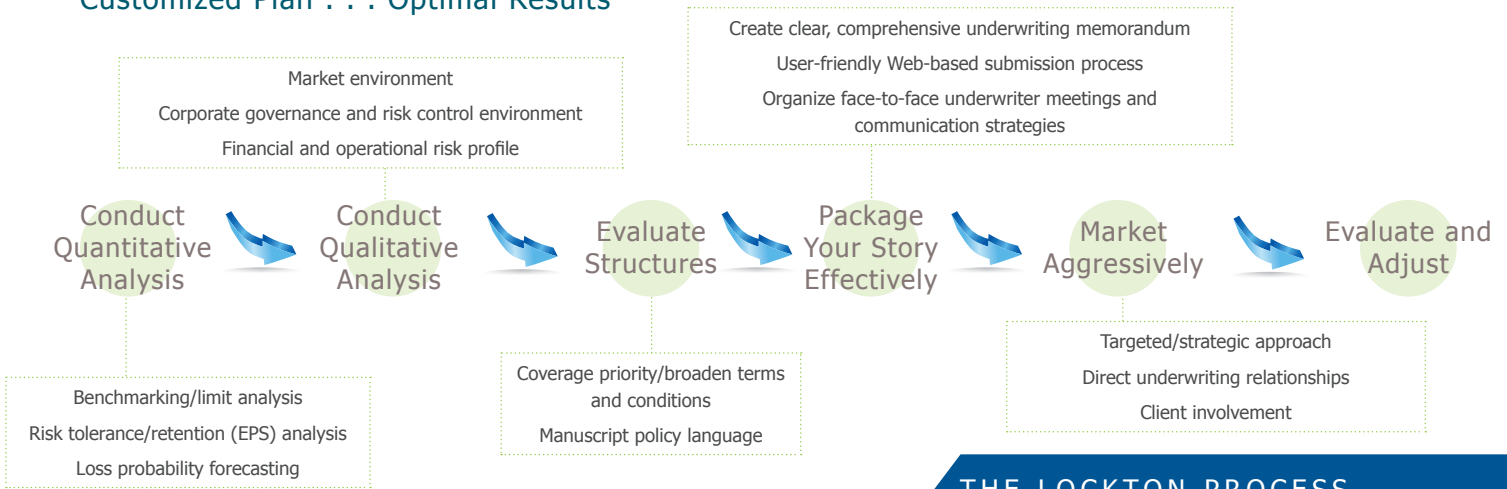 Customized Plan . . . Optimal Results
Create clear, comprehensive underwriting memorandum
User-friendly Web-based submission process
Organize face-to-face underwriter meetings and
communication strategies
Market environment
Corporate governance and risk control environment
Financial and operational risk profile
Conduct
Quantitative
Analysis
Conduct
Qualitative
Analysis
Evaluate
Structures
Package
Your Story
Effectively
Market
Aggressively
Evaluate and
Adjust
Benchmarking/limit analysis
Risk tolerance/retention (EPS) analysis
Loss probability forecasting
Coverage priority/broaden terms
and conditions
Manuscript policy language
Targeted/strategic approach
Direct underwriting relationships
Client involvement
THE LOCKTON PROCESS